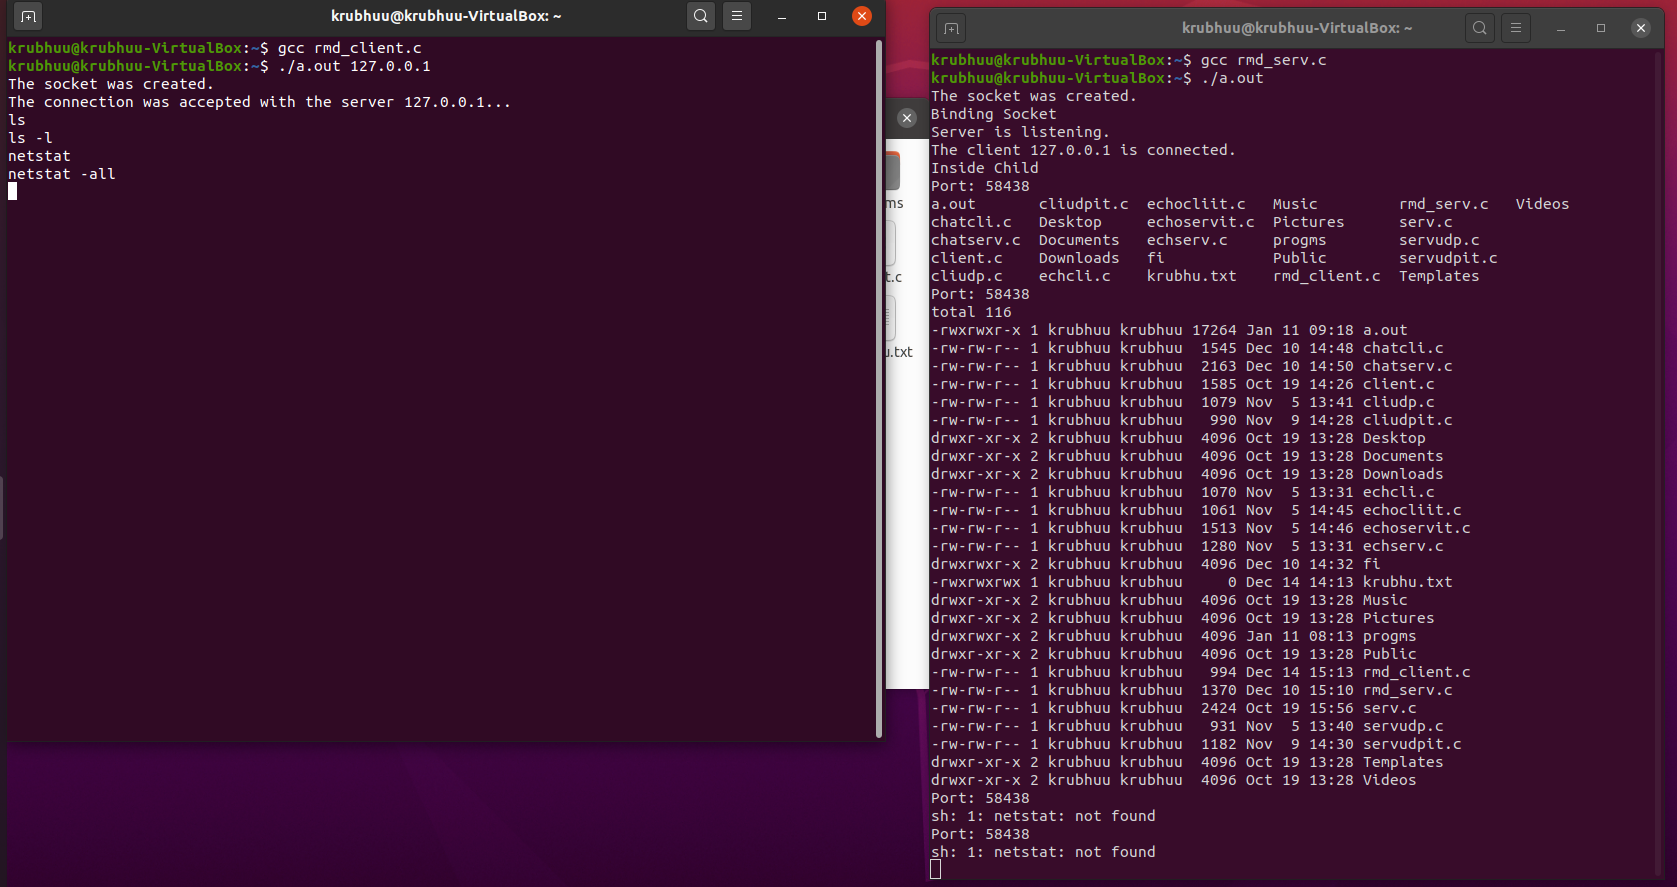 krubhuu@krubhuu-VirtualBox: ~
krubhuu@krubhuu-VirtualBox:~$ gcc rmd_client.c
krubhuu@krubhuu-VirtualBox:~$ ./a.out 127.0.0.1
The socket was created.
The connection was accepted with the server 127.0.0.1...
ls
ls -l
netstat
netstat -all
ms
t.c
u.txt
krubhuu@krubhuu-VirtualBox: ~
krubhuu@krubhuu-VirtualBox:~$ gcc rmd_serv.c
krubhuu@krubhuu-VirtualBox:~$ ./a.out
The socket was created.
Binding Socket
Server is listening.
The client 127.0.0.1 is connected.
Inside Child
Port: 58438
a.out       cliudpit.c  echocliit.c   Music         rmd_serv.c   Videos
chatcli.c   Desktop     echoservit.c  Pictures      serv.c
chatserv.c  Documents   echserv.c     progms        servudp.c
client.c    Downloads   fi            Public        servudpit.c
cliudp.c    echcli.c    krubhu.txt    rmd_client.c  Templates
Port: 58438
total 116
-rwxrwxr-x 1 krubhuu krubhuu 17264 Jan 11 09:18 a.out
-rw-rw-r-- 1 krubhuu krubhuu  1545 Dec 10 14:48 chatcli.c
-rw-rw-r-- 1 krubhuu krubhuu  2163 Dec 10 14:50 chatserv.c
-rw-rw-r-- 1 krubhuu krubhuu  1585 Oct 19 14:26 client.c
-rw-rw-r-- 1 krubhuu krubhuu  1079 Nov  5 13:41 cliudp.c
-rw-rw-r-- 1 krubhuu krubhuu   990 Nov  9 14:28 cliudpit.c
drwxr-xr-x 2 krubhuu krubhuu  4096 Oct 19 13:28 Desktop
drwxr-xr-x 2 krubhuu krubhuu  4096 Oct 19 13:28 Documents
drwxr-xr-x 2 krubhuu krubhuu  4096 Oct 19 13:28 Downloads
-rw-rw-r-- 1 krubhuu krubhuu  1070 Nov  5 13:31 echcli.c
-rw-rw-r-- 1 krubhuu krubhuu  1061 Nov  5 14:45 echocliit.c
-rw-rw-r-- 1 krubhuu krubhuu  1513 Nov  5 14:46 echoservit.c
-rw-rw-r-- 1 krubhuu krubhuu  1280 Nov  5 13:31 echserv.c
drwxrwxr-x 2 krubhuu krubhuu  4096 Dec 10 14:32 fi
-rwxrwxrwx 1 krubhuu krubhuu     0 Dec 14 14:13 krubhu.txt
drwxr-xr-x 2 krubhuu krubhuu  4096 Oct 19 13:28 Music
drwxr-xr-x 2 krubhuu krubhuu  4096 Oct 19 13:28 Pictures
drwxrwxr-x 2 krubhuu krubhuu  4096 Jan 11 08:13 progms
drwxr-xr-x 2 krubhuu krubhuu  4096 Oct 19 13:28 Public
-rw-rw-r-- 1 krubhuu krubhuu   994 Dec 14 15:13 rmd_client.c
-rw-rw-r-- 1 krubhuu krubhuu  1370 Dec 10 15:10 rmd_serv.c
-rw-rw-r-- 1 krubhuu krubhuu  2424 Oct 19 15:56 serv.c
-rw-rw-r-- 1 krubhuu krubhuu   931 Nov  5 13:40 servudp.c
-rw-rw-r-- 1 krubhuu krubhuu  1182 Nov  9 14:30 servudpit.c
drwxr-xr-x 2 krubhuu krubhuu  4096 Oct 19 13:28 Templates
drwxr-xr-x 2 krubhuu krubhuu  4096 Oct 19 13:28 Videos
Port: 58438
sh: 1: netstat: not found
Port: 58438
sh: 1: netstat: not found